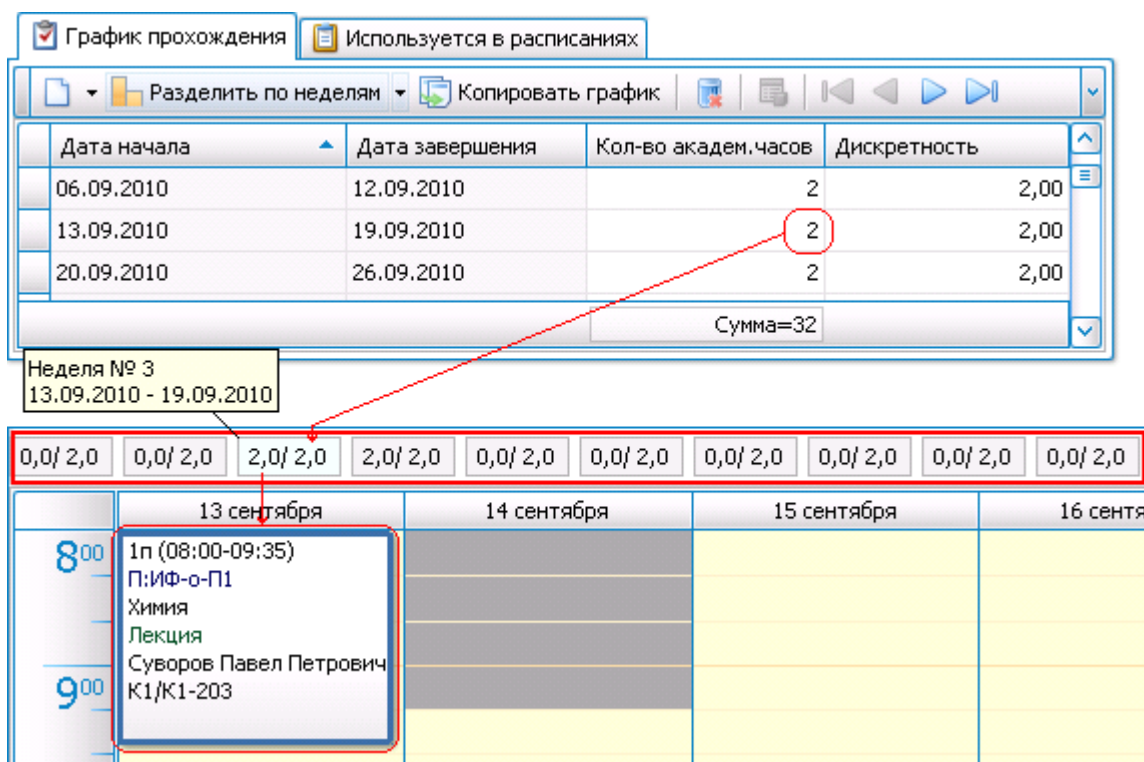 График прохождения Используется в расписаниях
Разделить по неделям Копировать график
Дата начала Дата завершения Кол-во академ.часов Дискретность
06.09.2010 12.09.2010 2 2,00
13.09.2010 19.09.2010 2 2,00
20.09.2010 26.09.2010 2 2,00
Сумма=32
Неделя № 3
13.09.2010 - 19.09.2010
0,0/ 2,0 0,0/ 2,0 2,0/ 2,0 2,0/ 2,0 0,0/ 2,0 0,0/ 2,0 0,0/ 2,0 0,0/ 2,0 0,0/ 2,0 0,0/ 2,0
13 сентября 14 сентября 15 сентября 16 сентя
8 00
1п (08:00-09:35)
П:ИФ-о-П1
Химия
Лекция
Суворов Павел Петрович
9 00
К1/К1-203